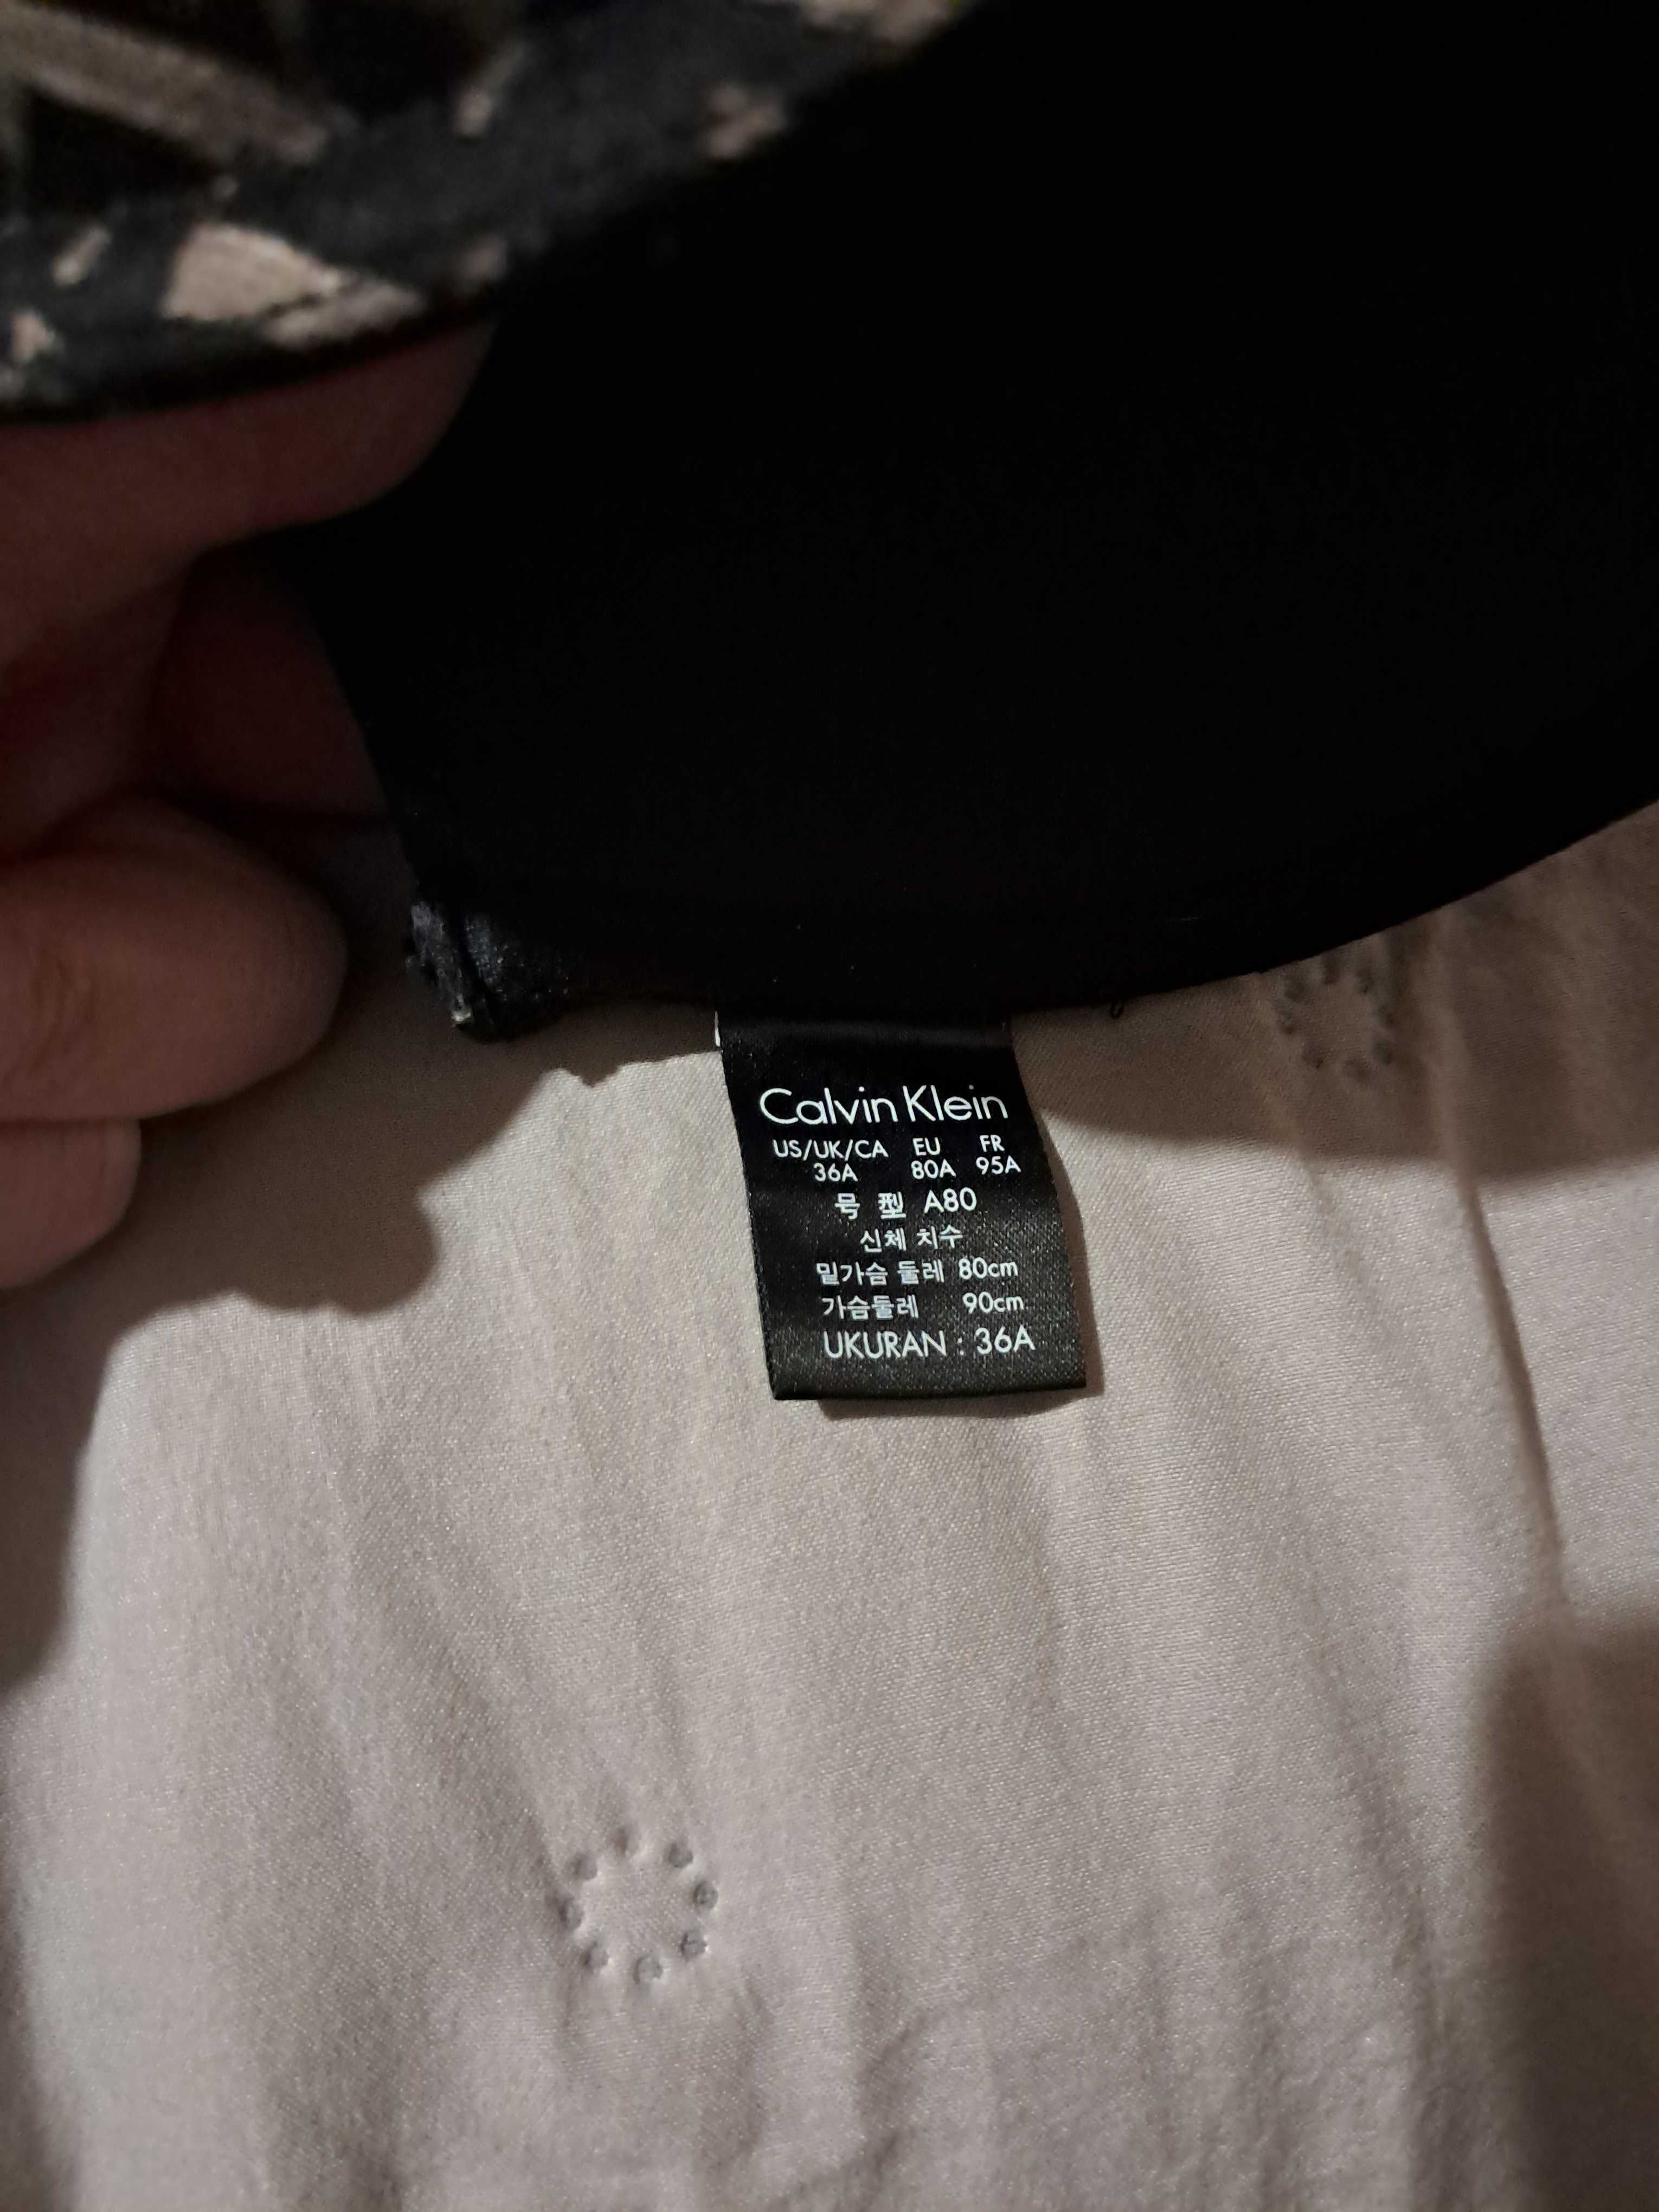 Calvin Klein
US/UK/CA EU FR
36A 80A 95A
号 型 A80
신체 치수
밑가슴 둘레 80cm
가슴둘레 90cm
UKURAN : 36A